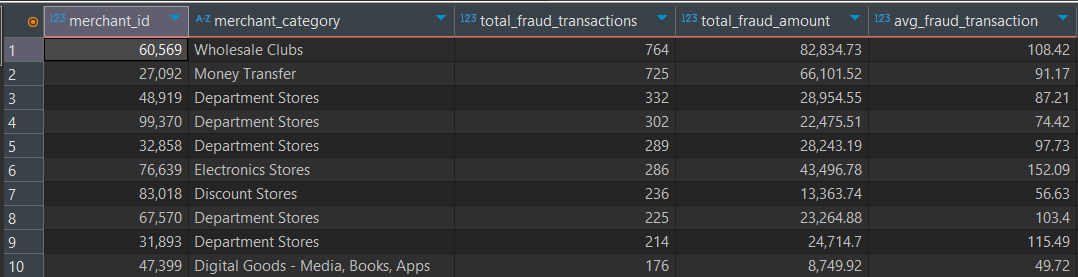 123 merchant_id A-Z merchant_category 123 total_fraud_transactions 123 total_fraud_amount 123 avg_fraud_transaction
1 60,569 Wholesale Clubs 764 82,834.73 108.42
2 27,092 Money Transfer 725 66,101.52 91.17
3 48,919 Department Stores 332 28,954.55 87.21
4 99,370 Department Stores 302 22,475.51 74.42
5 32,858 Department Stores 289 28,243.19 97.73
6 76,639 Electronics Stores 286 43,496.78 152.09
7 83,018 Discount Stores 236 13,363.74 56.63
8 67,570 Department Stores 225 23,264.88 103.4
9 31,893 Department Stores 214 24,714.7 115.49
10 47,399 Digital Goods - Media, Books, Apps 176 8,749.92 49.72